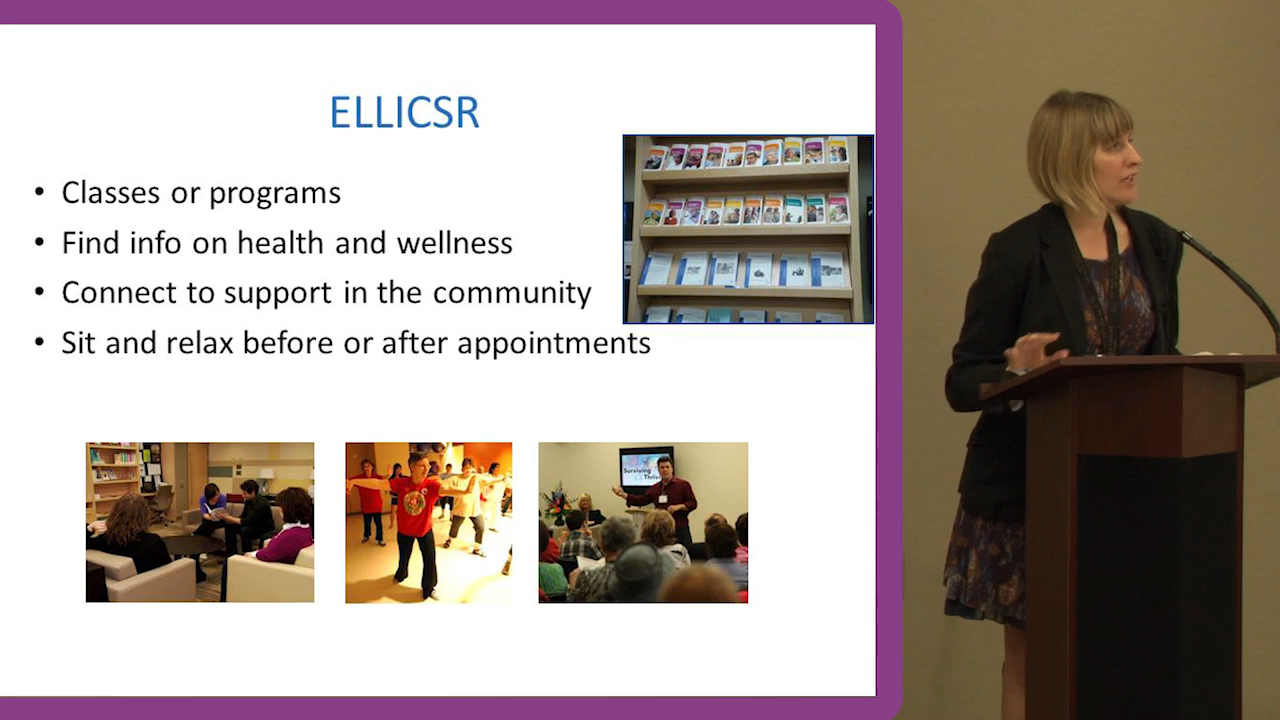 ELLICSR
• Classes or programs
• Find info on health and wellness
• Connect to support in the community
• Sit and relax before or after appointments
Surviving